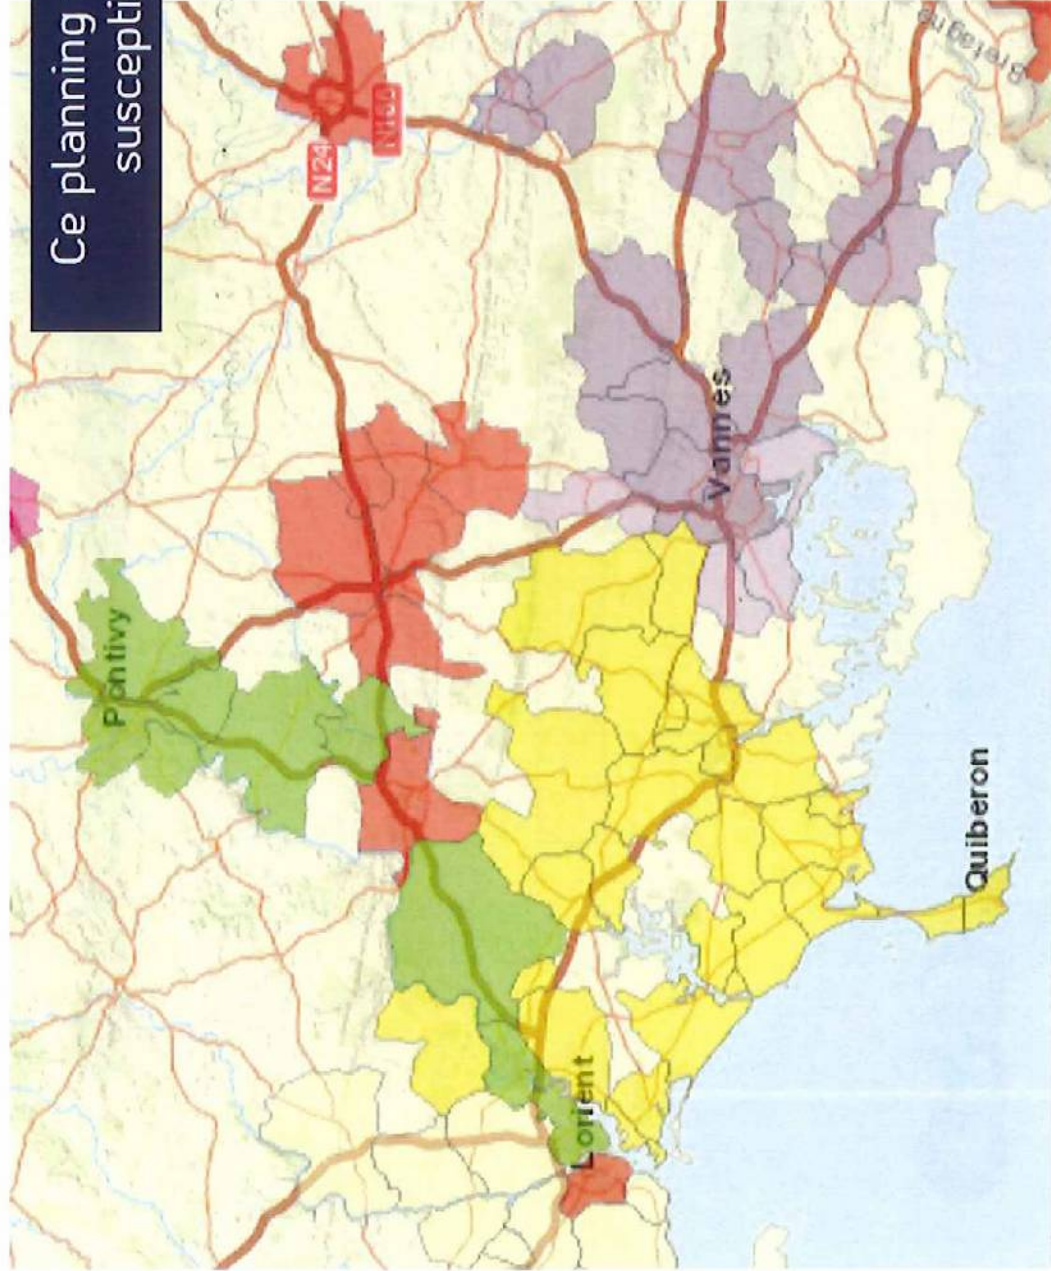 Ce planning
suscepti
N24
N166
Pontivy
Vannes
Lorient
Quiberon
Bretagne